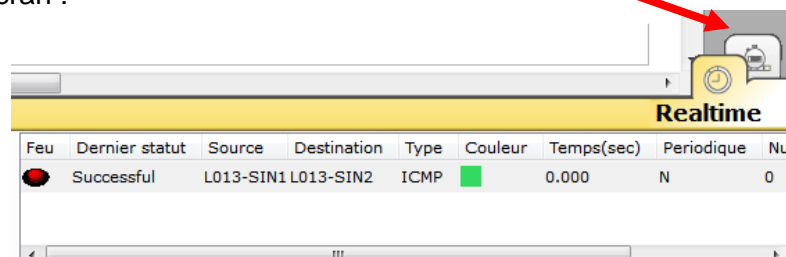 Realtime
Feu Dernier statut Source Destination Type Couleur Temps(sec) Periodique
Successful L013-SIN1 L013-SIN2 ICMP 0.000 N 0